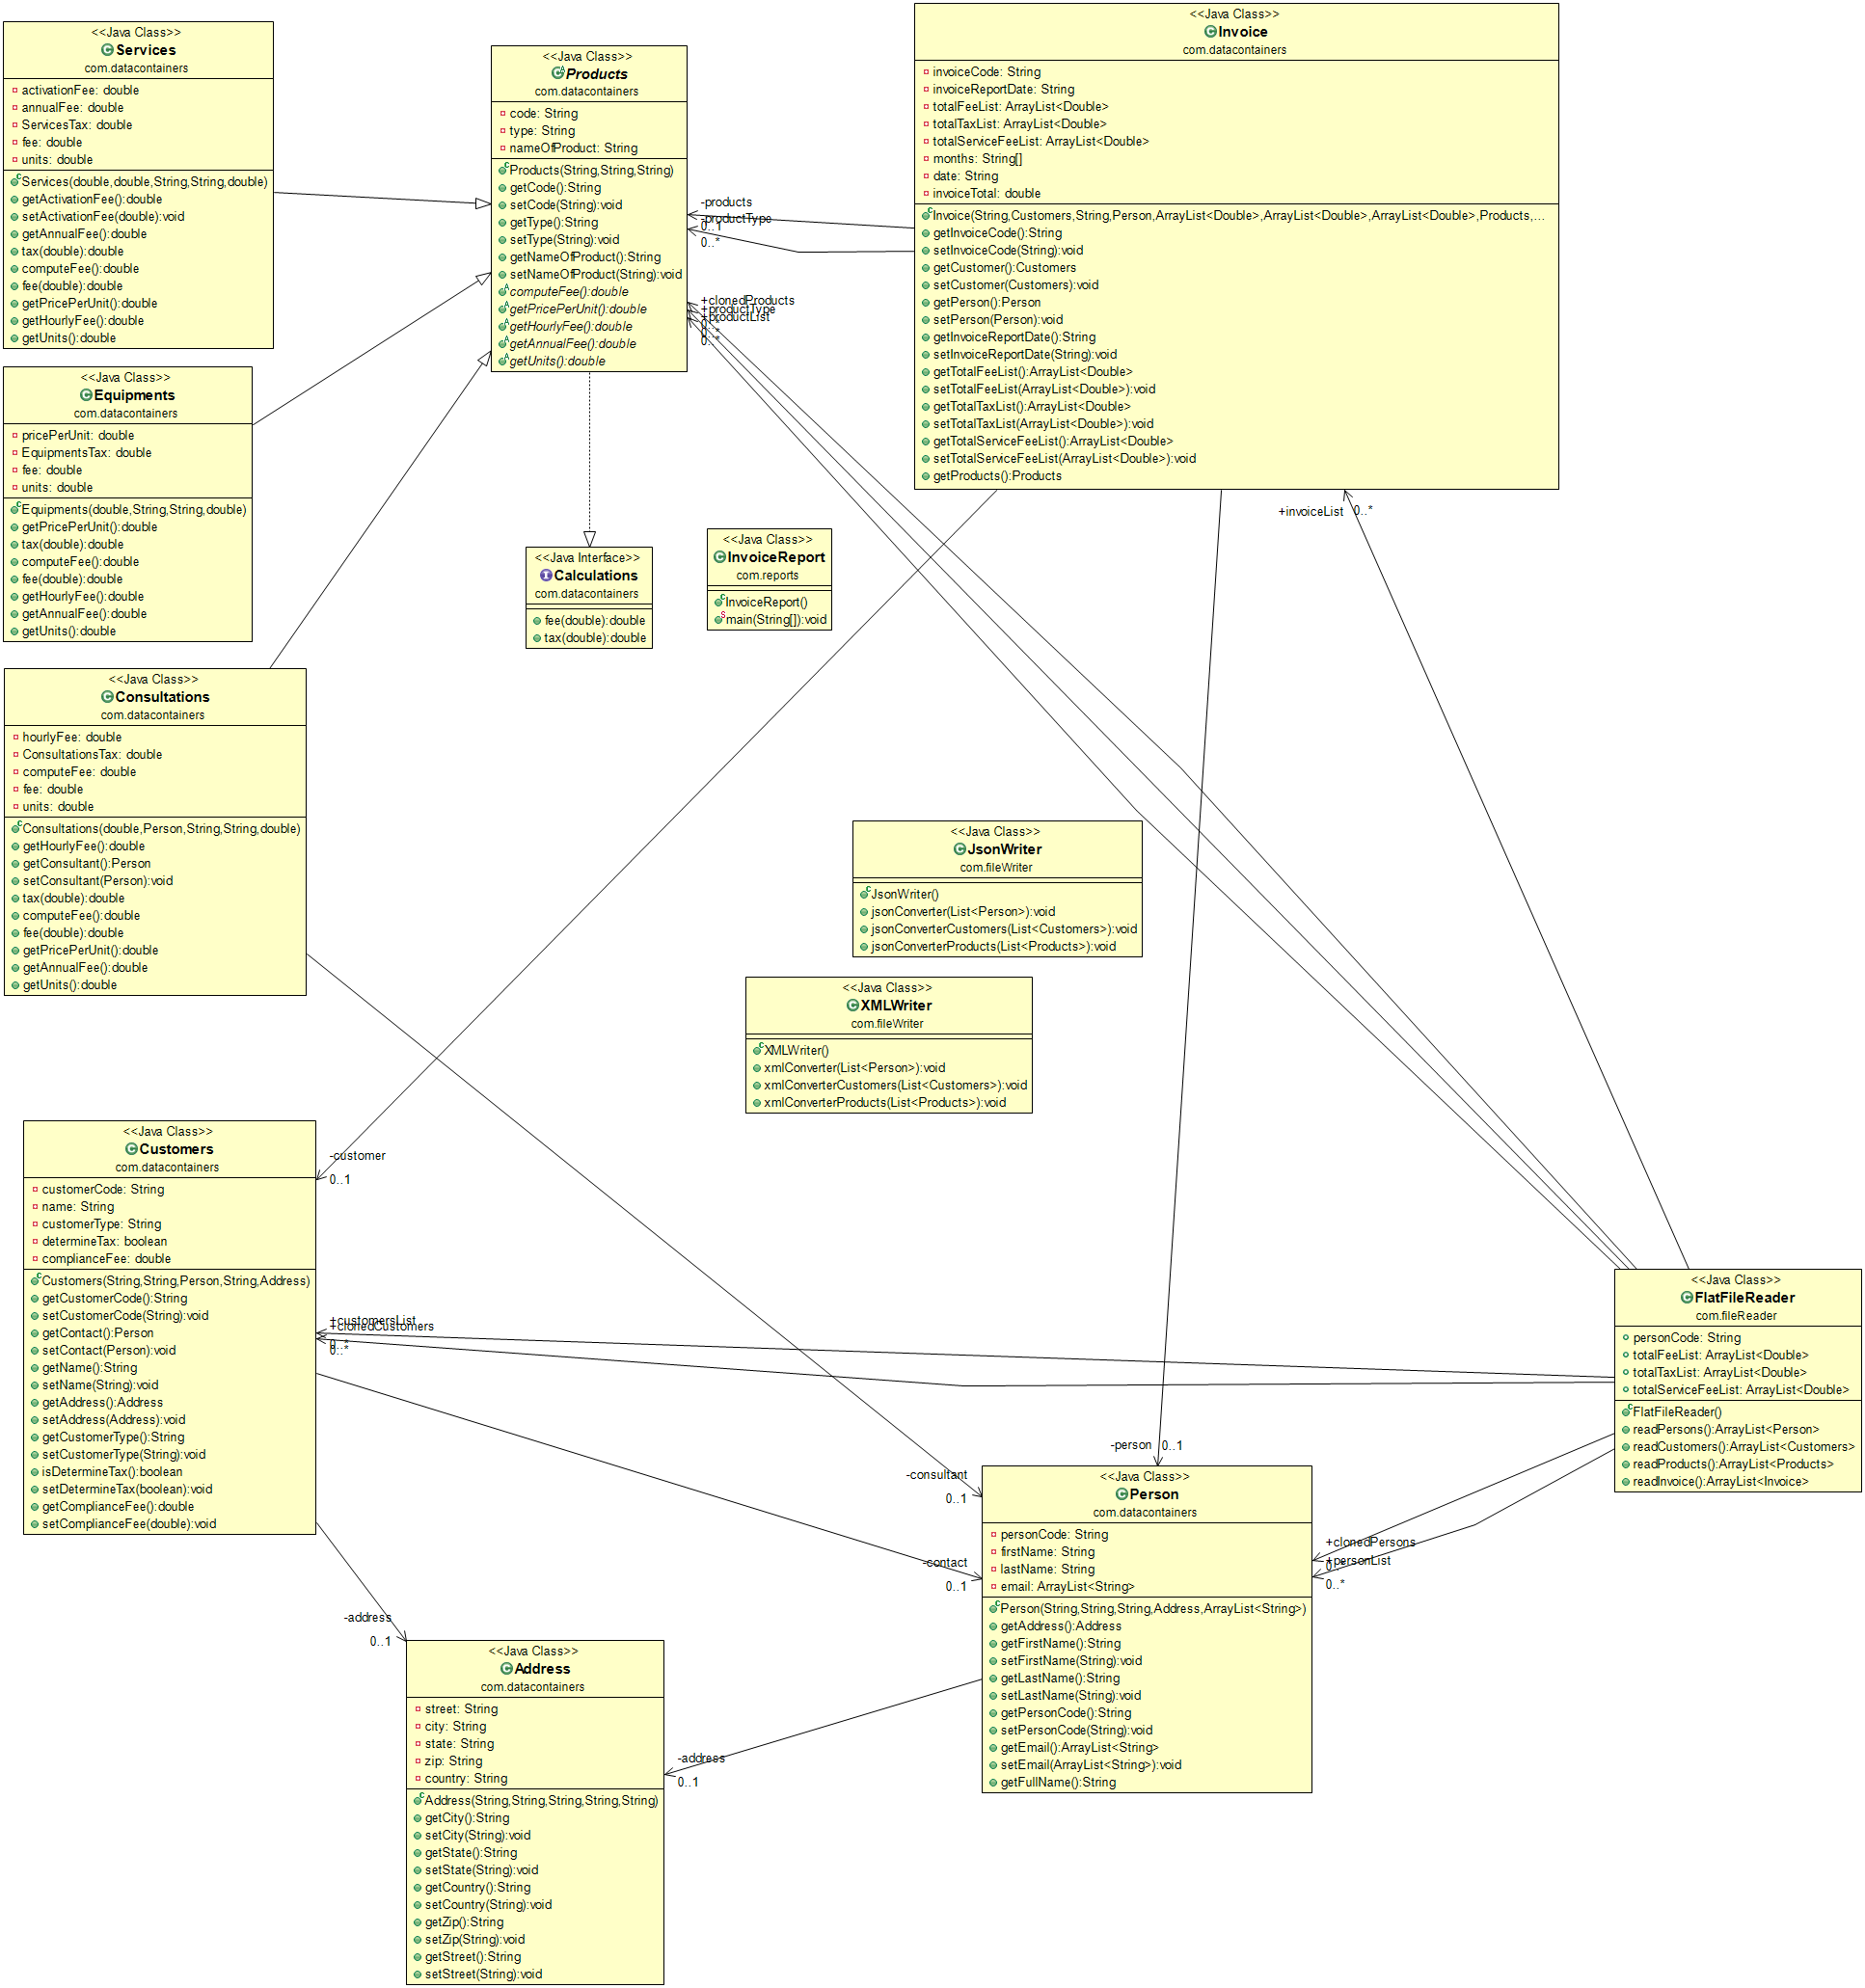 <<Java Class>>
Services
com.datacontainers
activationFee: double
annualFee: double
ServicesTax: double
fee: double
units: double
Services(double,double,String,String,double)
getActivationFee():double
setActivationFee(double):void
getAnnualFee():double
tax(double):double
computeFee():double
fee(double):double
getPricePerUnit():double
getHourlyFee():double
getUnits():double
<<Java Class>>
Products
com.datacontainers
code: String
type: String
nameOfProduct: String
Products(String,String,String)
getCode():String
setCode(String):void
getType():String
setType(String):void
getNameOfProduct():String
setNameOfProduct(String):void
computeFee():double
getPricePerUnit():double
getHourlyFee():double
getAnnualFee():double
getUnits():double
-products
-productType
0..1
0..*
+clonedProducts
+productType
+productList
0..*
0..*
0..*
<<Java Class>>
Invoice
com.datacontainers
invoiceCode: String
invoiceReportDate: String
totalFeeList: ArrayList<Double>
totalTaxList: ArrayList<Double>
totalServiceFeeList: ArrayList<Double>
months: String[]
date: String
invoiceTotal: double
Invoice(String,Customers,String,Person,ArrayList<Double>,ArrayList<Double>,ArrayList<Double>,Products,...
getInvoiceCode():String
setInvoiceCode(String):void
getCustomer():Customers
setCustomer(Customers):void
getPerson():Person
setPerson(Person):void
getInvoiceReportDate():String
setInvoiceReportDate(String):void
getTotalFeeList():ArrayList<Double>
setTotalFeeList(ArrayList<Double>):void
getTotalTaxList():ArrayList<Double>
setTotalTaxList(ArrayList<Double>):void
getTotalServiceFeeList():ArrayList<Double>
setTotalServiceFeeList(ArrayList<Double>):void
getProducts():Products
+invoiceList
0..*
<<Java Class>>
Equipments
com.datacontainers
pricePerUnit: double
EquipmentsTax: double
fee: double
units: double
Equipments(double,String,String,double)
getPricePerUnit():double
tax(double):double
computeFee():double
fee(double):double
getHourlyFee():double
getAnnualFee():double
getUnits():double
<<Java Interface>>
Calculations
com.datacontainers
fee(double):double
tax(double):double
<<Java Class>>
InvoiceReport
com.reports
InvoiceReport()
main(String[]):void
<<Java Class>>
Consultations
com.datacontainers
hourlyFee: double
ConsultationsTax: double
computeFee: double
fee: double
units: double
Consultations(double,Person,String,String,double)
getHourlyFee():double
getConsultant():Person
setConsultant(Person):void
tax(double):double
computeFee():double
fee(double):double
getPricePerUnit():double
getAnnualFee():double
getUnits():double
<<Java Class>>
JsonWriter
com.fileWriter
JsonWriter()
jsonConverter(List<Person>):void
jsonConverterCustomers(List<Customers>):void
jsonConverterProducts(List<Products>):void
<<Java Class>>
XMLWriter
com.fileWriter
XMLWriter()
xmlConverter(List<Person>):void
xmlConverterCustomers(List<Customers>):void
xmlConverterProducts(List<Products>):void
<<Java Class>>
Customers
com.datacontainers
customerCode: String
name: String
customerType: String
determineTax: boolean
complianceFee: double
Customers(String,String,Person,String,Address)
getCustomerCode():String
setCustomerCode(String):void
getContact():Person
setContact(Person):void
getName():String
setName(String):void
getAddress():Address
setAddress(Address):void
getCustomerType():String
setCustomerType(String):void
isDetermineTax():boolean
setDetermineTax(boolean):void
getComplianceFee():double
setComplianceFee(double):void
-customer
0..1
+customersList
+clonedCustomers
0..*
0..*
<<Java Class>>
FlatFileReader
com.fileReader
personCode: String
totalFeeList: ArrayList<Double>
totalTaxList: ArrayList<Double>
totalServiceFeeList: ArrayList<Double>
FlatFileReader()
readPersons():ArrayList<Person>
readCustomers():ArrayList<Customers>
readProducts():ArrayList<Products>
readInvoice():ArrayList<Invoice>
-person
0..1
-consultant
0..1
-contact
0..1
+clonedPersons
0..*
+personList
0..*
<<Java Class>>
Person
com.datacontainers
personCode: String
firstName: String
lastName: String
email: ArrayList<String>
Person(String,String,String,Address,ArrayList<String>)
getAddress():Address
getFirstName():String
setFirstName(String):void
getLastName():String
setLastName(String):void
getPersonCode():String
setPersonCode(String):void
getEmail():ArrayList<String>
setEmail(ArrayList<String>):void
getFullName():String
-address
0..1
-address
0..1
<<Java Class>>
Address
com.datacontainers
street: String
city: String
state: String
zip: String
country: String
Address(String,String,String,String,String)
getCity():String
setCity(String):void
getState():String
setState(String):void
getCountry():String
setCountry(String):void
getZip():String
setZip(String):void
getStreet():String
setStreet(String):void